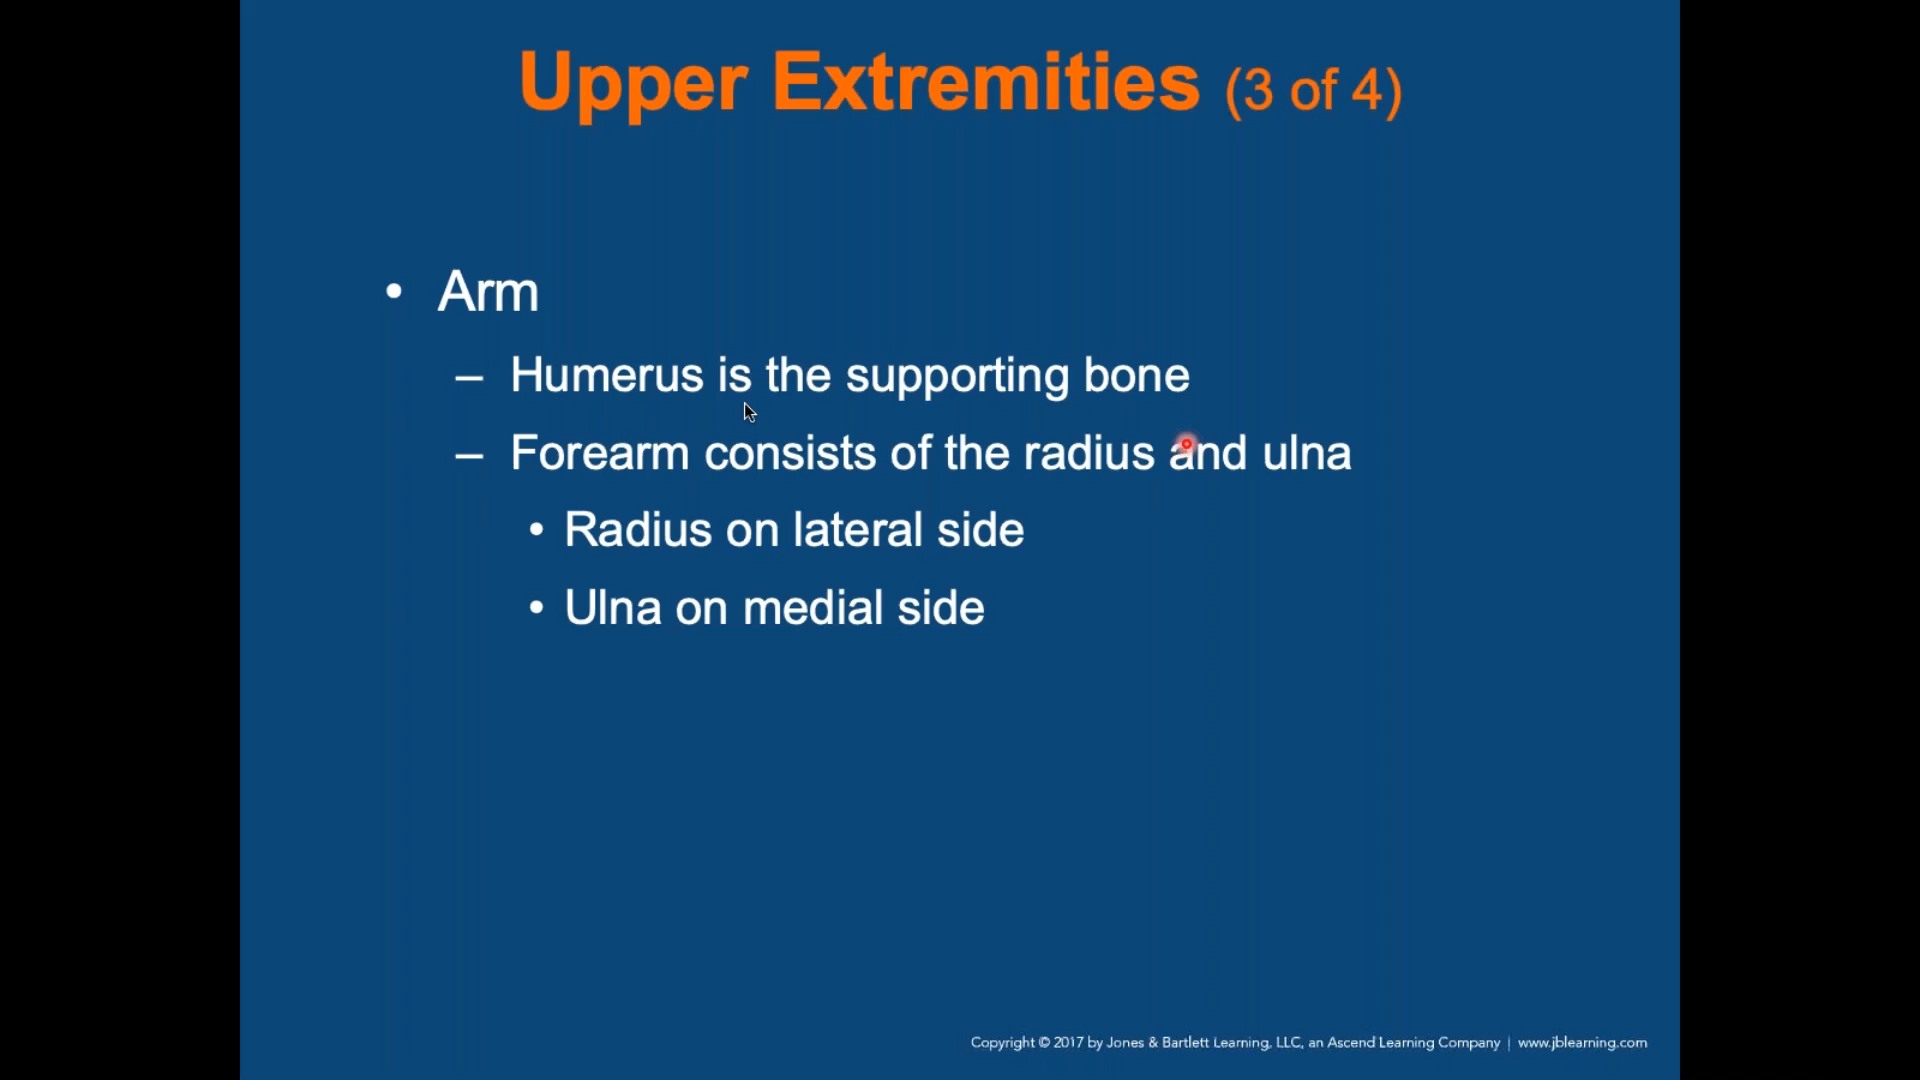 Upper Extremities (3 of 4)
• Arm
– Humerus is the supporting bone
– Forearm consists of the radius and ulna
• Radius on lateral side
• Ulna on medial side
Copyright © 2017 by Jones & Bartlett Learning, LLC, an Ascend Learning Company | www.jblearning.com